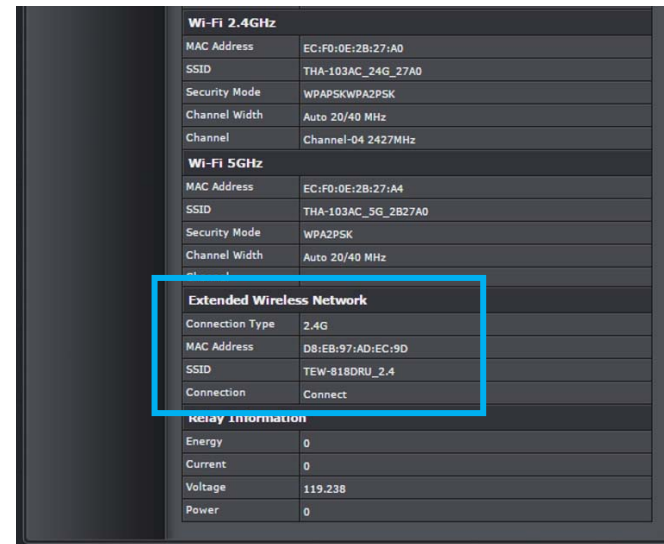 Wi-Fi 2.4GHz
MAC Address EC:F0:0E:2B:27:A0
SSID THA-103AC_24G_27A0
Security Mode WPAPSKWPA2PSK
Channel Width Auto 20/40 MHz
Channel Channel-04 2427MHz
Wi-Fi 5GHz
MAC Address EC:F0:0E:2B:27:A4
SSID THA-103AC_5G_2B27A0
Security Mode WPA2PSK
Channel Width Auto 20/40 MHz
Extended Wireless Network
Connection Type 2.4G
MAC Address D8:EB:97:AD:EC:9D
SSID TEW-818DRU_2.4
Connection Connect
Relay Information
Energy 0
Current 0
Voltage 119.238
Power 0